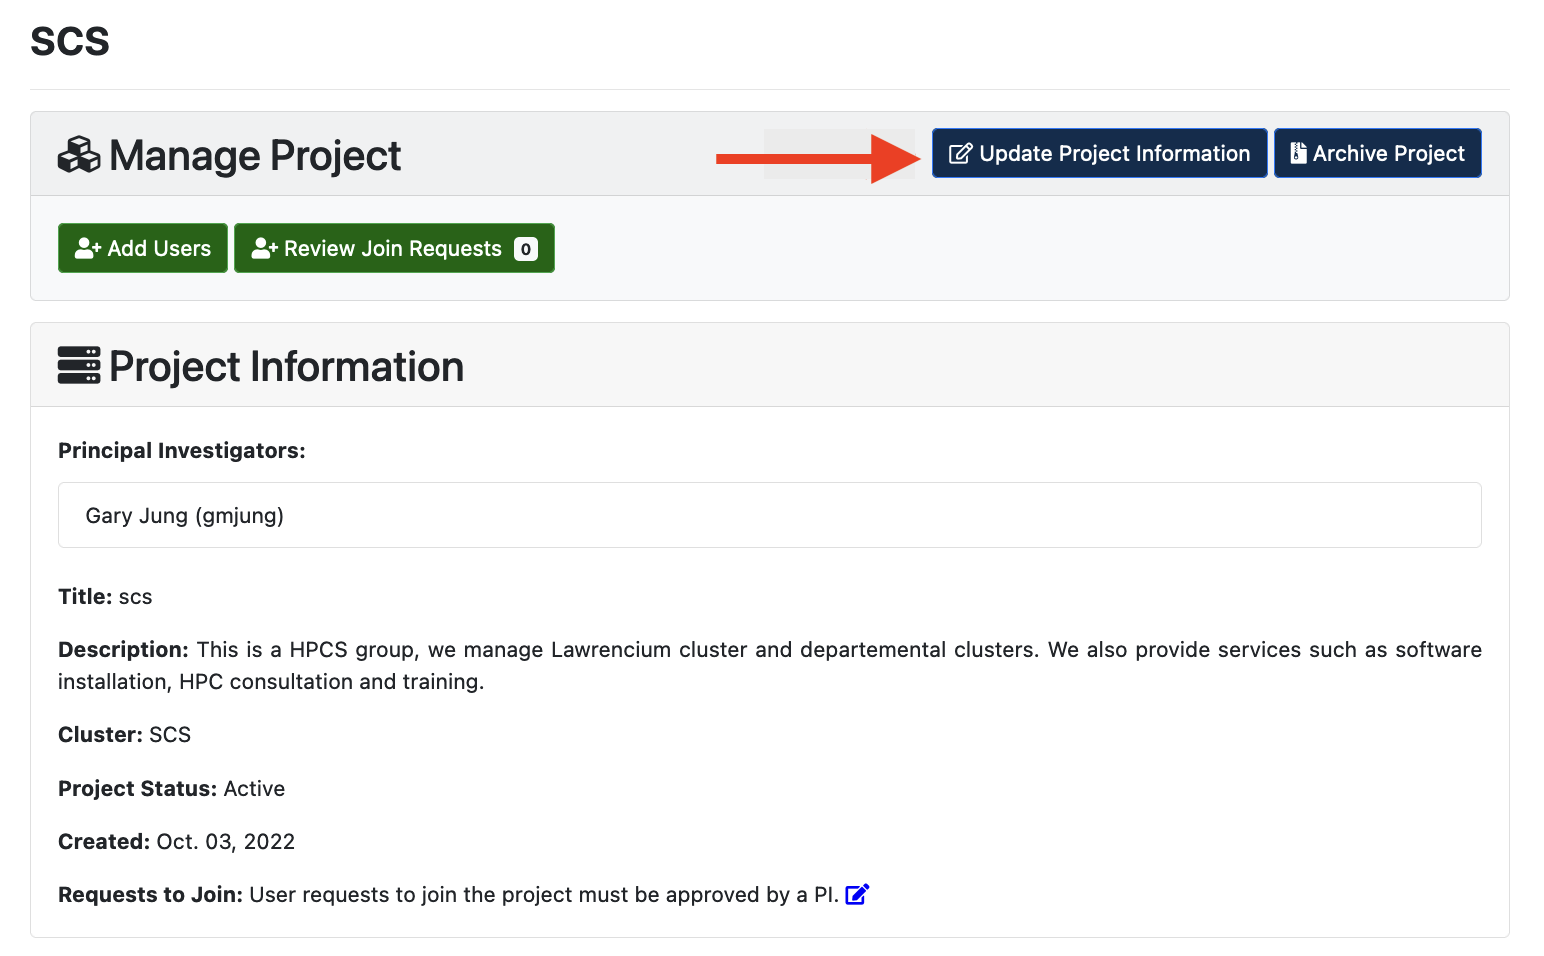 scs
Manage Project
Update Project Information
Archive Project
Add Users
Review Join Requests 0
Project Information
Principal Investigators:
Gary Jung (gmjung)
Title: scs
Description: This is a HPCS group, we manage Lawrencium cluster and departemental clusters. We also provide services such as software
installation, HPC consultation and training.
Cluster: SCS
Project Status: Active
Created: Oct. 03, 2022
Requests to Join: User requests to join the project must be approved by a PI.